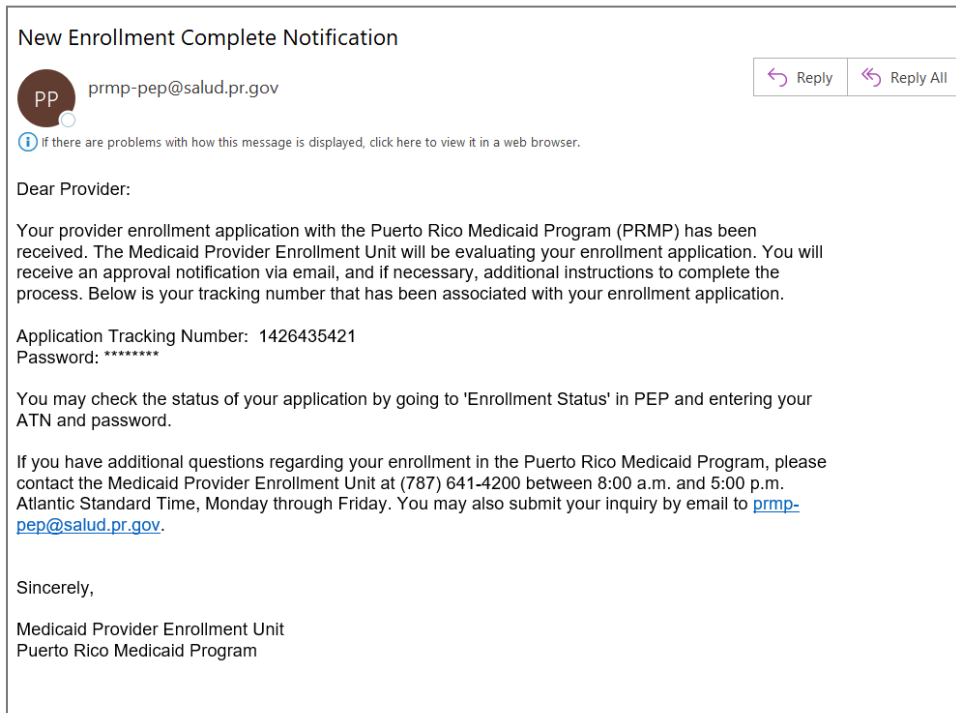 New Enrollment Complete Notification
PP
prmp-pep@salud.pr.gov
Reply
Reply All
i
If there are problems with how this message is displayed, click here to view it in a web browser.
Dear Provider:
Your provider enrollment application with the Puerto Rico Medicaid Program (PRMP) has been
received. The Medicaid Provider Enrollment Unit will be evaluating your enrollment application. You will
receive an approval notification via email, and if necessary, additional instructions to complete the
process. Below is your tracking number that has been associated with your enrollment application.
Application Tracking Number:  1426435421
Password: ********
You may check the status of your application by going to 'Enrollment Status' in PEP and entering your
ATN and password.
If you have additional questions regarding your enrollment in the Puerto Rico Medicaid Program, please
contact the Medicaid Provider Enrollment Unit at (787) 641-4200 between 8:00 a.m. and 5:00 p.m.
Atlantic Standard Time, Monday through Friday. You may also submit your inquiry by email to prmp-
pep@salud.pr.gov.
Sincerely,
Medicaid Provider Enrollment Unit
Puerto Rico Medicaid Program